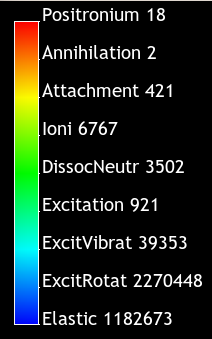 Positronium 18
Annihilation 2
Attachment 421
Ioni 6767
DissocNeutr 3502
Excitation 921
ExcitVibrat 39353
ExcitRotat 2270448
Elastic 1182673